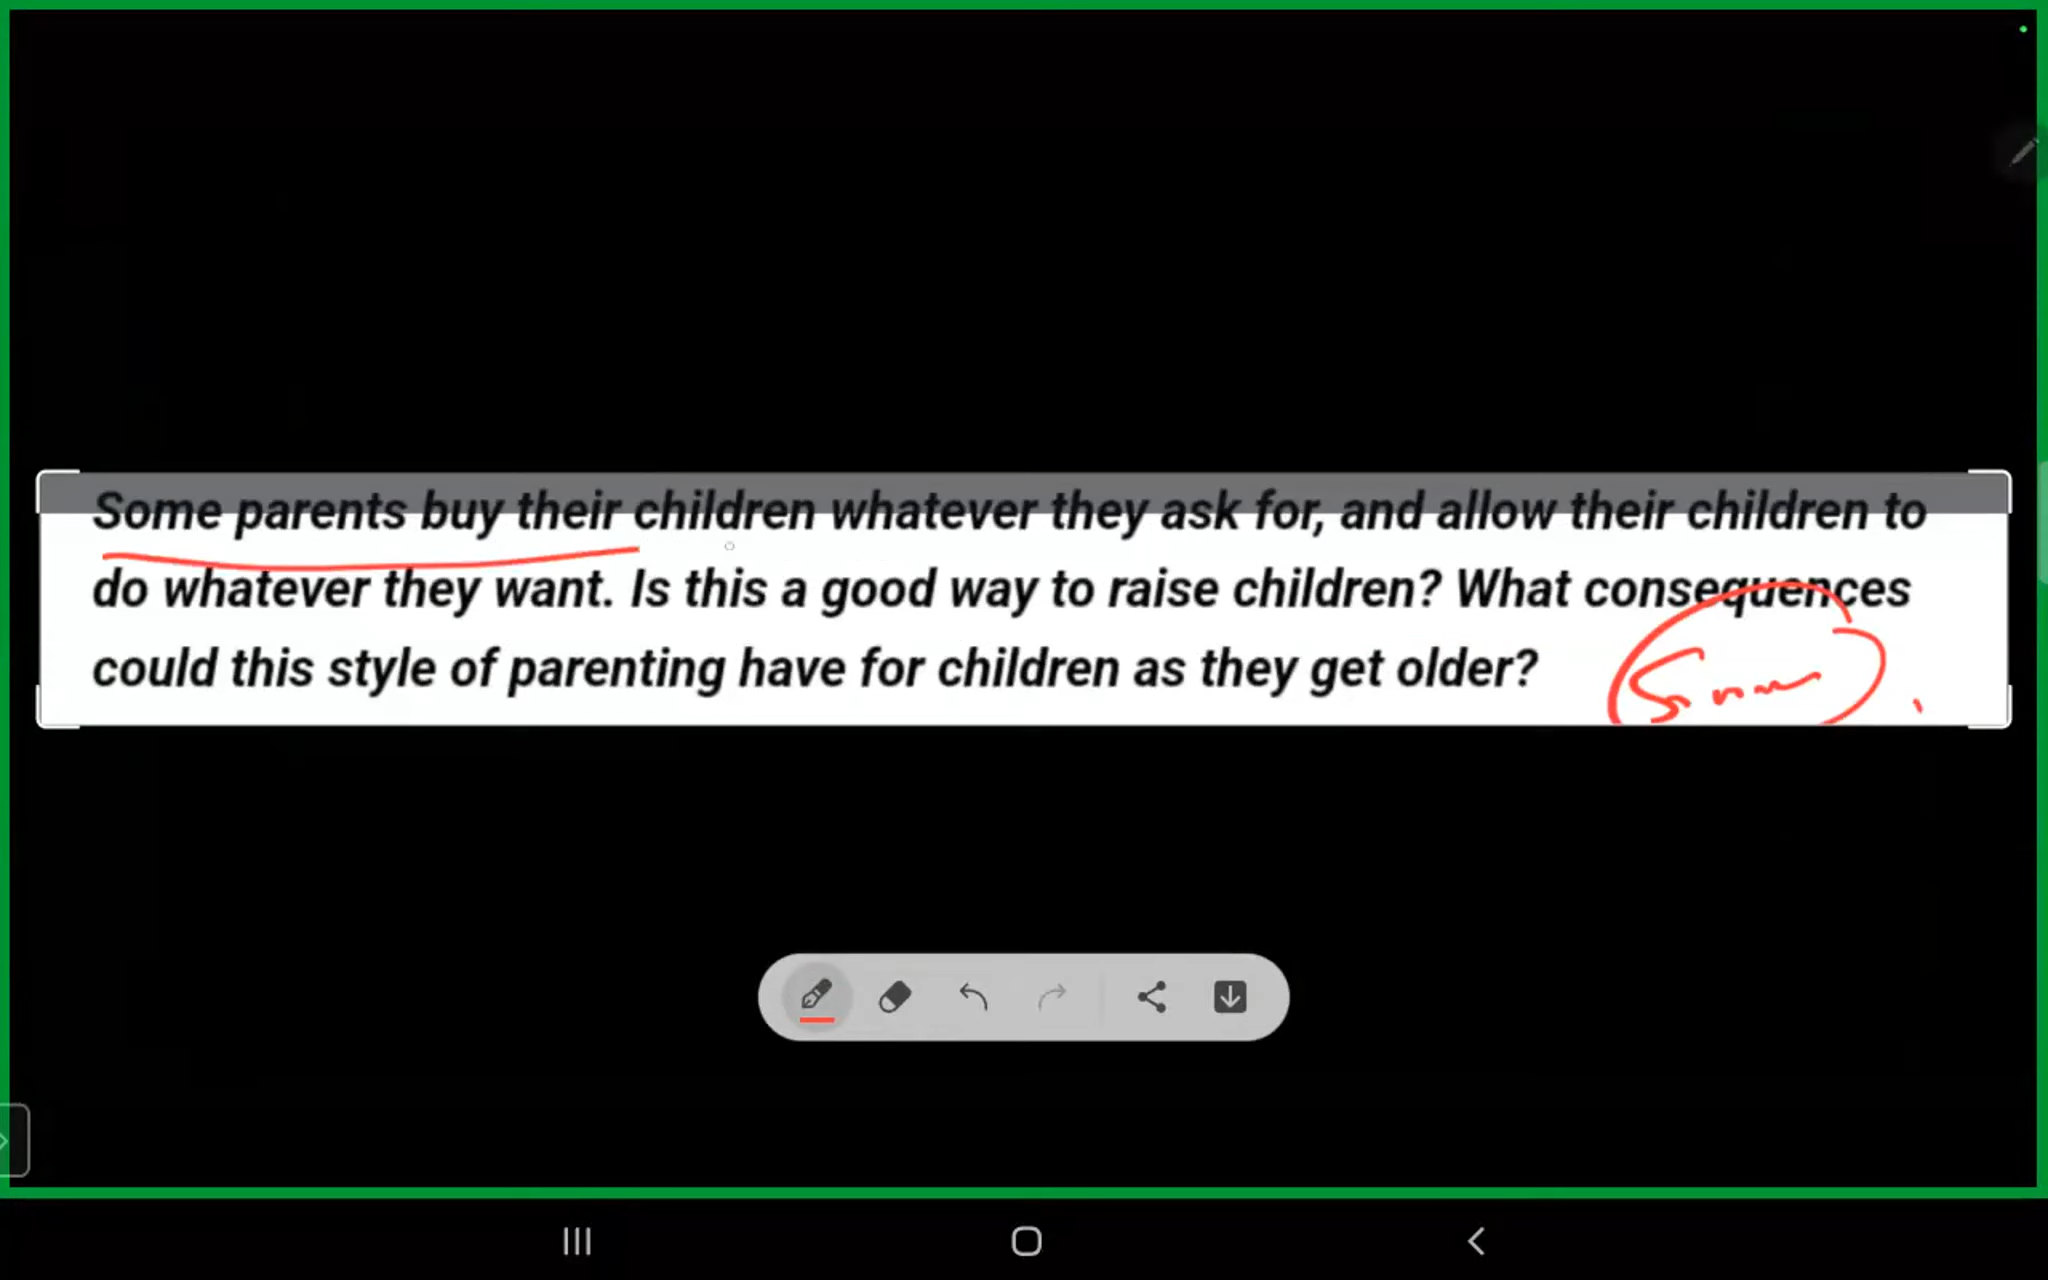 Some parents buy their children whatever they ask for, and allow their children to
do whatever they want. Is this a good way to raise children? What consequences
could this style of parenting have for children as they get older?